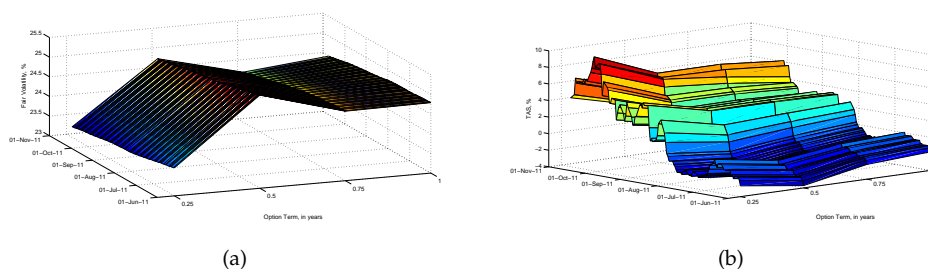 25.5
25
24.5
24
23.5
23
Fair Volatility, %
01-Nov-11
01-Oct-11
01-Sep-11
01-Aug-11
01-Jul-11
01-Jun-11
0.25
0.5
0.75
1
Option Term, in years
(a)
10
8
6
4
2
0
-2
-4
TAS, %
01-Nov-11
01-Oct-11
01-Sep-11
01-Aug-11
01-Jul-11
01-Jun-11
0.25
0.5
0.75
Option Term, in years
(b)